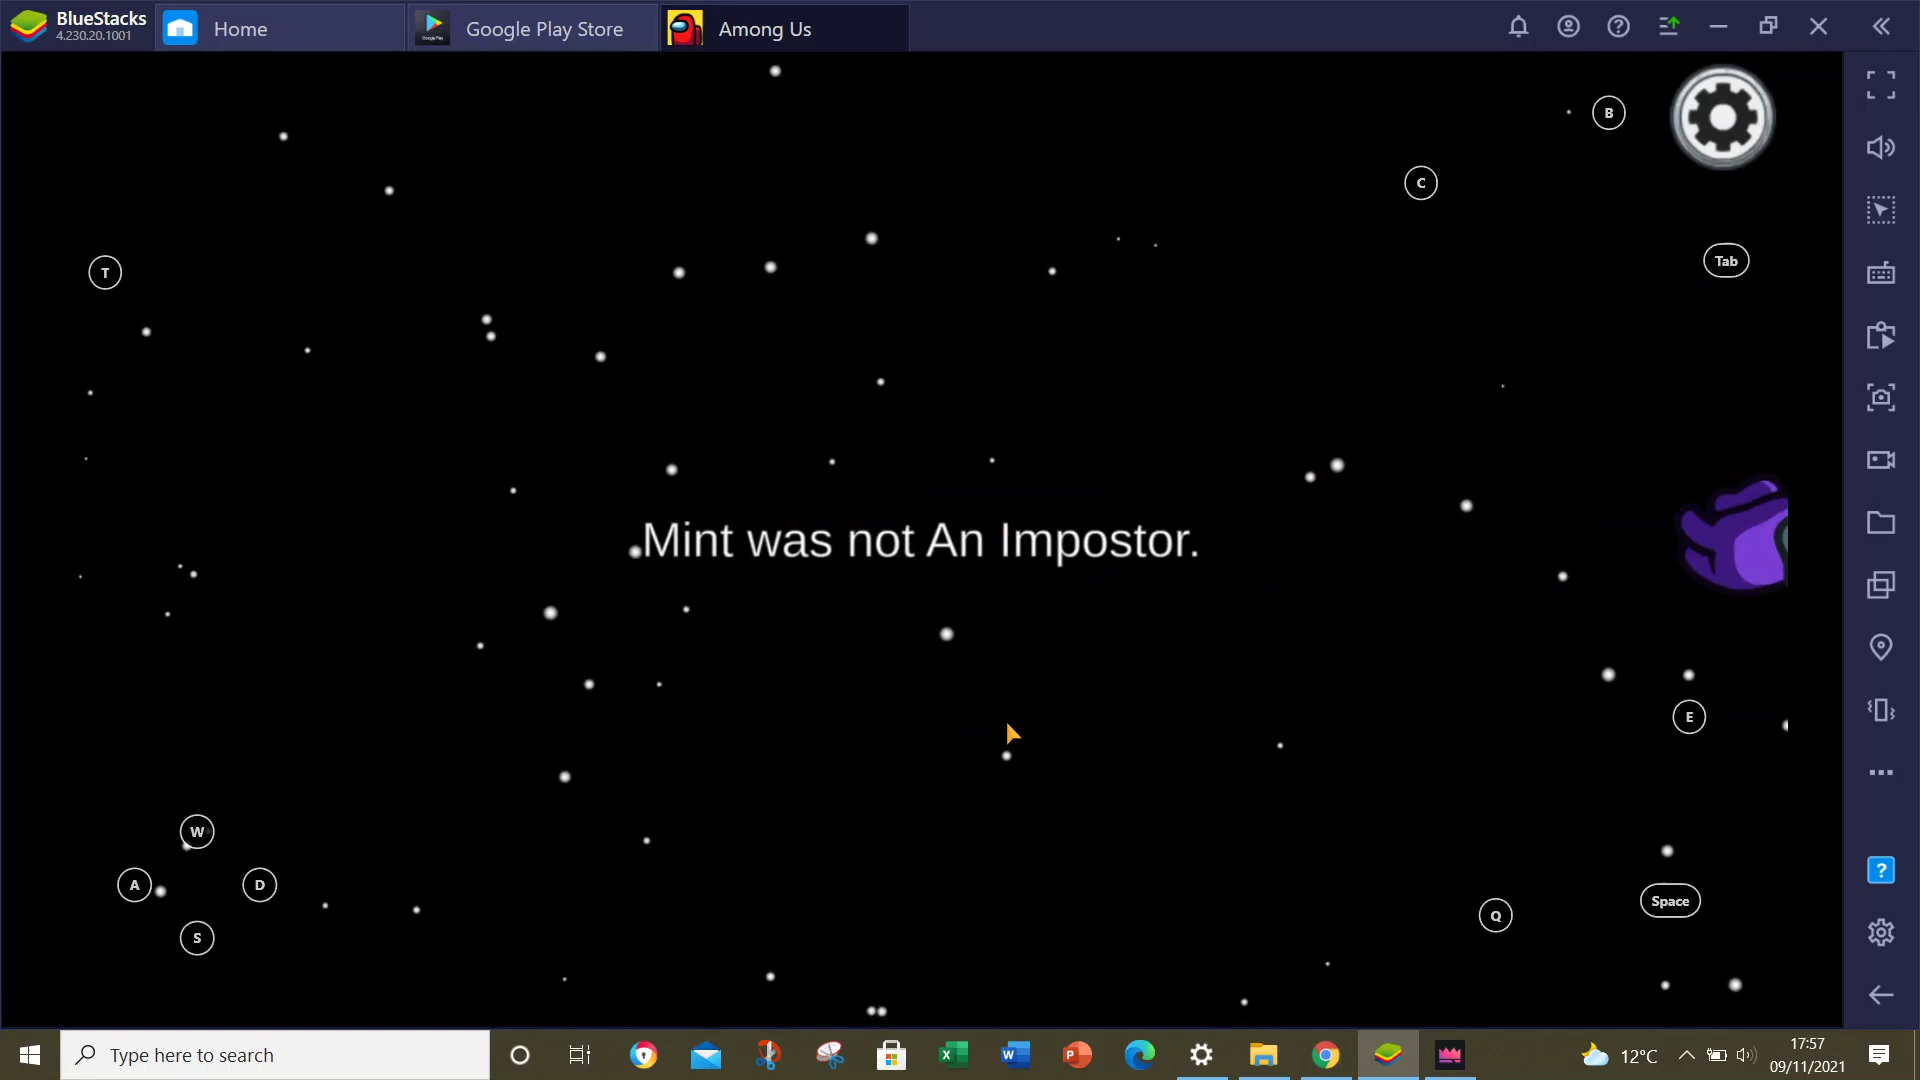 BlueStacks
4.230.20.1001
Home
Google Play Store
Among Us
B
C
T
Tab
Mint was not An Impostor.
E
W
A
D
S
Q
Space
Type here to search
12°C
17:57
09/11/2021